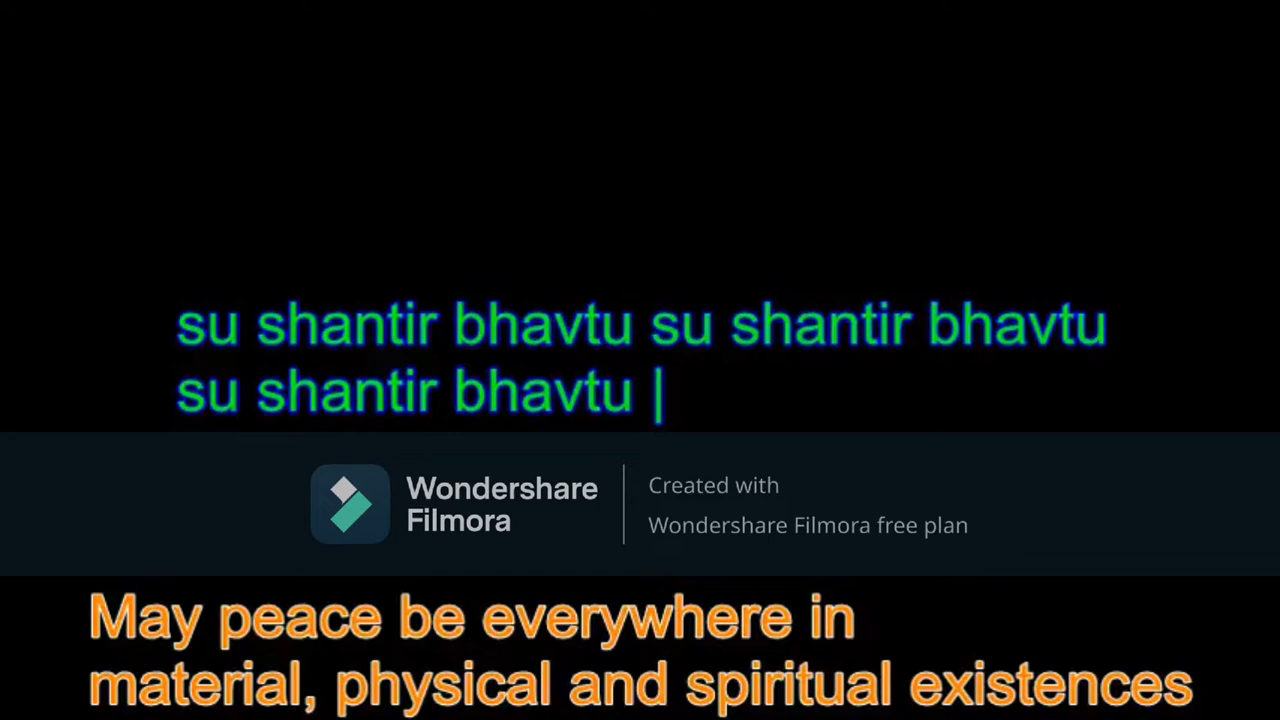 su shantir bhavtu su shantir bhavtu
su shantir bhavtu |
Wondershare
Filmora
Created with
Wondershare Filmora free plan
May peace be everywhere in
material, physical and spiritual existences